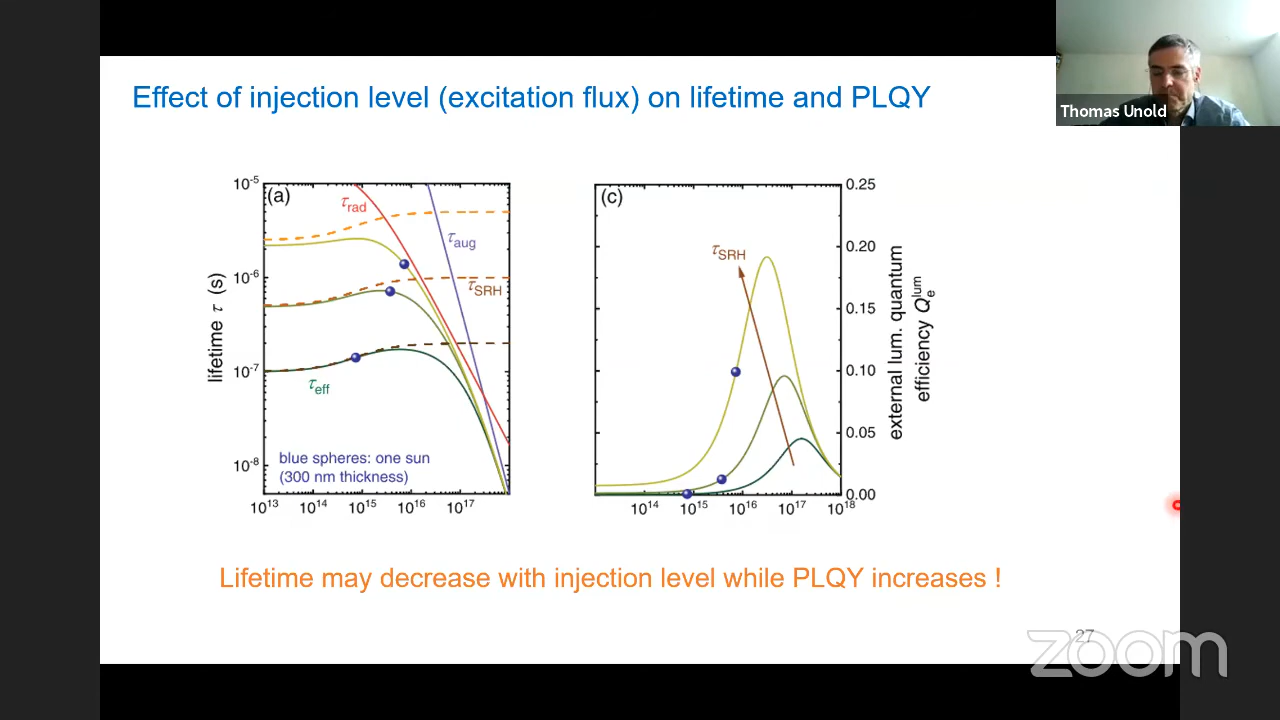 Thomas Unold
Effect of injection level (excitation flux) on lifetime and PLQY
(a)
10⁻⁵
10⁻⁶
10⁻⁷
10⁻⁸
lifetime τ (s)
τrad
τaug
τSRH
τeff
blue spheres: one sun
(300 nm thickness)
10¹³ 10¹⁴ 10¹⁵ 10¹⁶ 10¹⁷
(c)
τSRH
0.25
0.20
0.15
0.10
0.05
0.00
external lum. quantum
efficiency Qₑˡᵘᵐ
10¹⁴ 10¹⁵ 10¹⁶ 10¹⁷ 10¹⁸
Lifetime may decrease with injection level while PLQY increases !
27
zoom